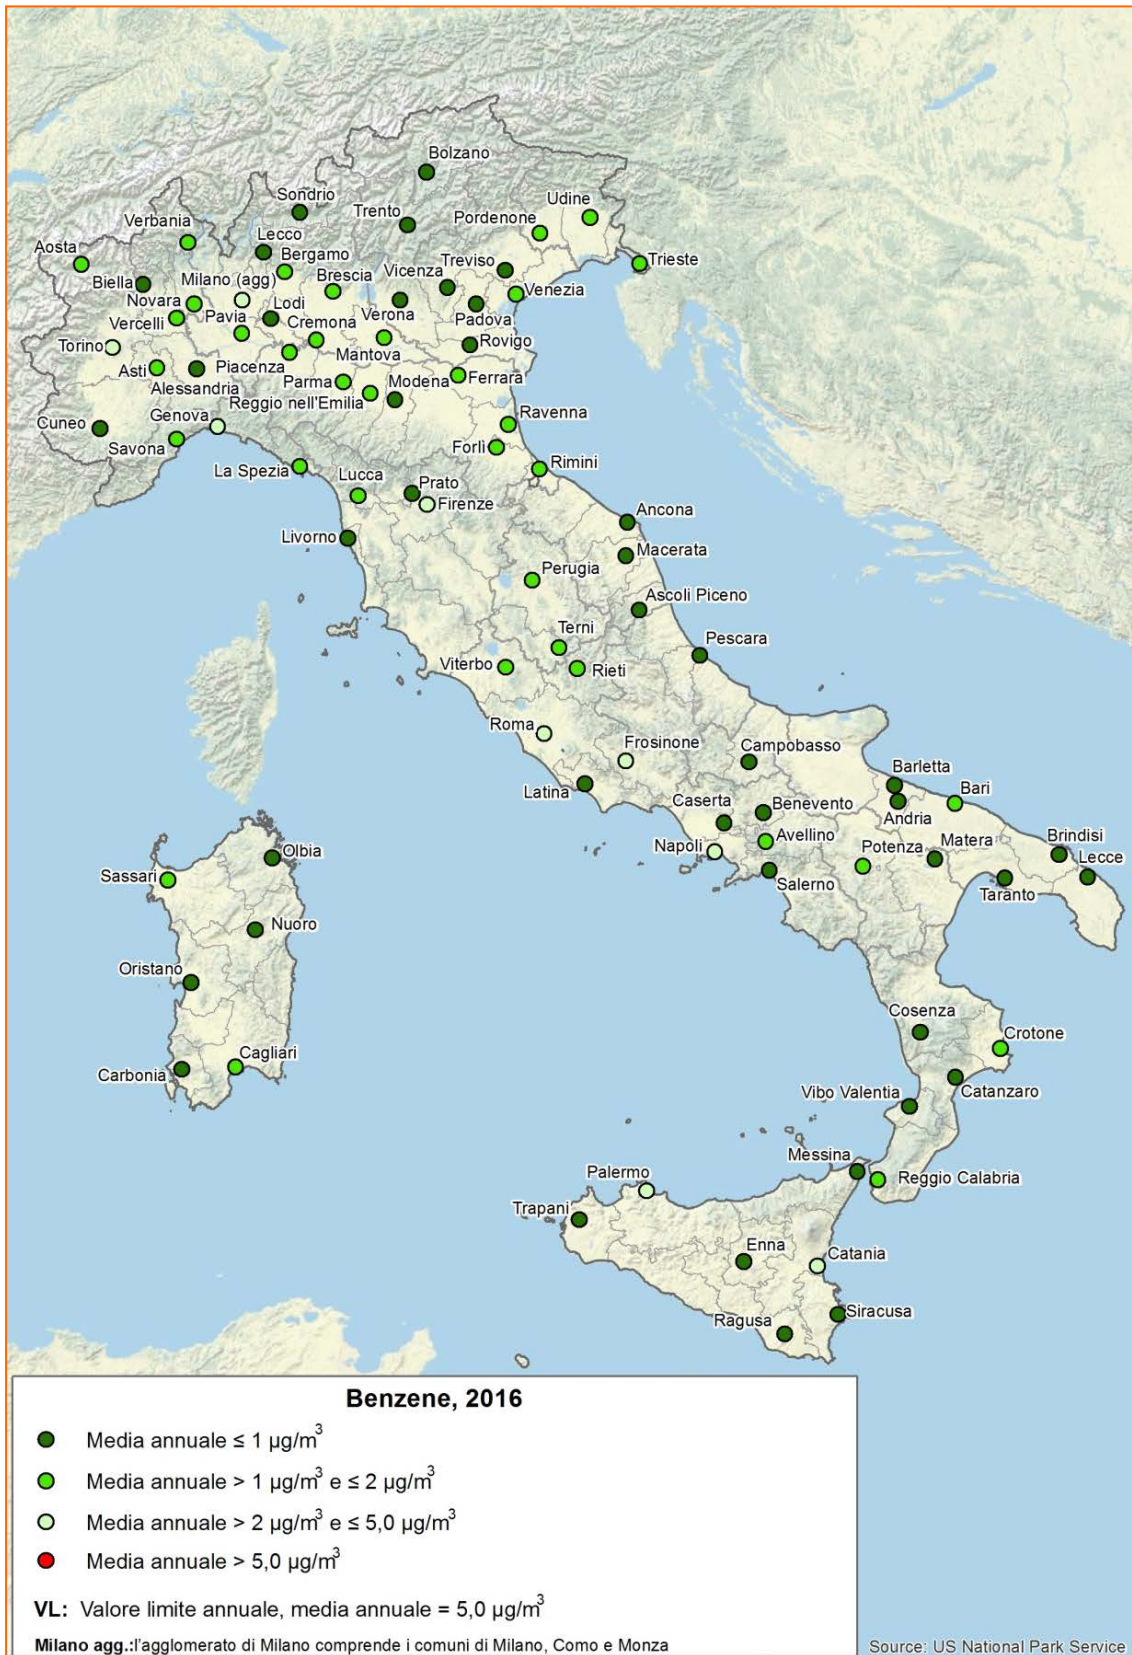 Bolzano
Sondrio
Udine
Trento
Pordenone
Verbania
Lecco
Aosta
Bergamo
Treviso
Trieste
Vicenza
Biella
Milano (agg)
Brescia
Venezia
Novara
Lodi
Verona
Padova
Vercelli
Pavia
Cremona
Rovigo
Torino
Mantova
Asti
Piacenza
Parma
Modena
Ferrara
Alessandria
Reggio nell'Emilia
Genova
Cuneo
Ravenna
Savona
Forlì
La Spezia
Rimini
Lucca
Prato
Firenze
Ancona
Livorno
Macerata
Perugia
Ascoli Piceno
Terni
Pescara
Viterbo
Rieti
Roma
Frosinone
Campobasso
Barletta
Latina
Bari
Caserta
Benevento
Andria
Avellino
Matera
Brindisi
Napoli
Potenza
Lecce
Olbia
Salerno
Sassari
Taranto
Nuoro
Oristano
Cosenza
Crotone
Cagliari
Carbonia
Catanzaro
Vibo Valentia
Messina
Palermo
Reggio Calabria
Trapani
Enna
Catania
Siracusa
Ragusa
Benzene, 2016
Media annuale ≤ 1 µg/m³
Media annuale > 1 µg/m³ e ≤ 2 µg/m³
Media annuale > 2 µg/m³ e ≤ 5,0 µg/m³
Media annuale > 5,0 µg/m³
VL: Valore limite annuale, media annuale = 5,0 µg/m³
Milano agg.:l'agglomerato di Milano comprende i comuni di Milano, Como e Monza
Source: US National Park Service